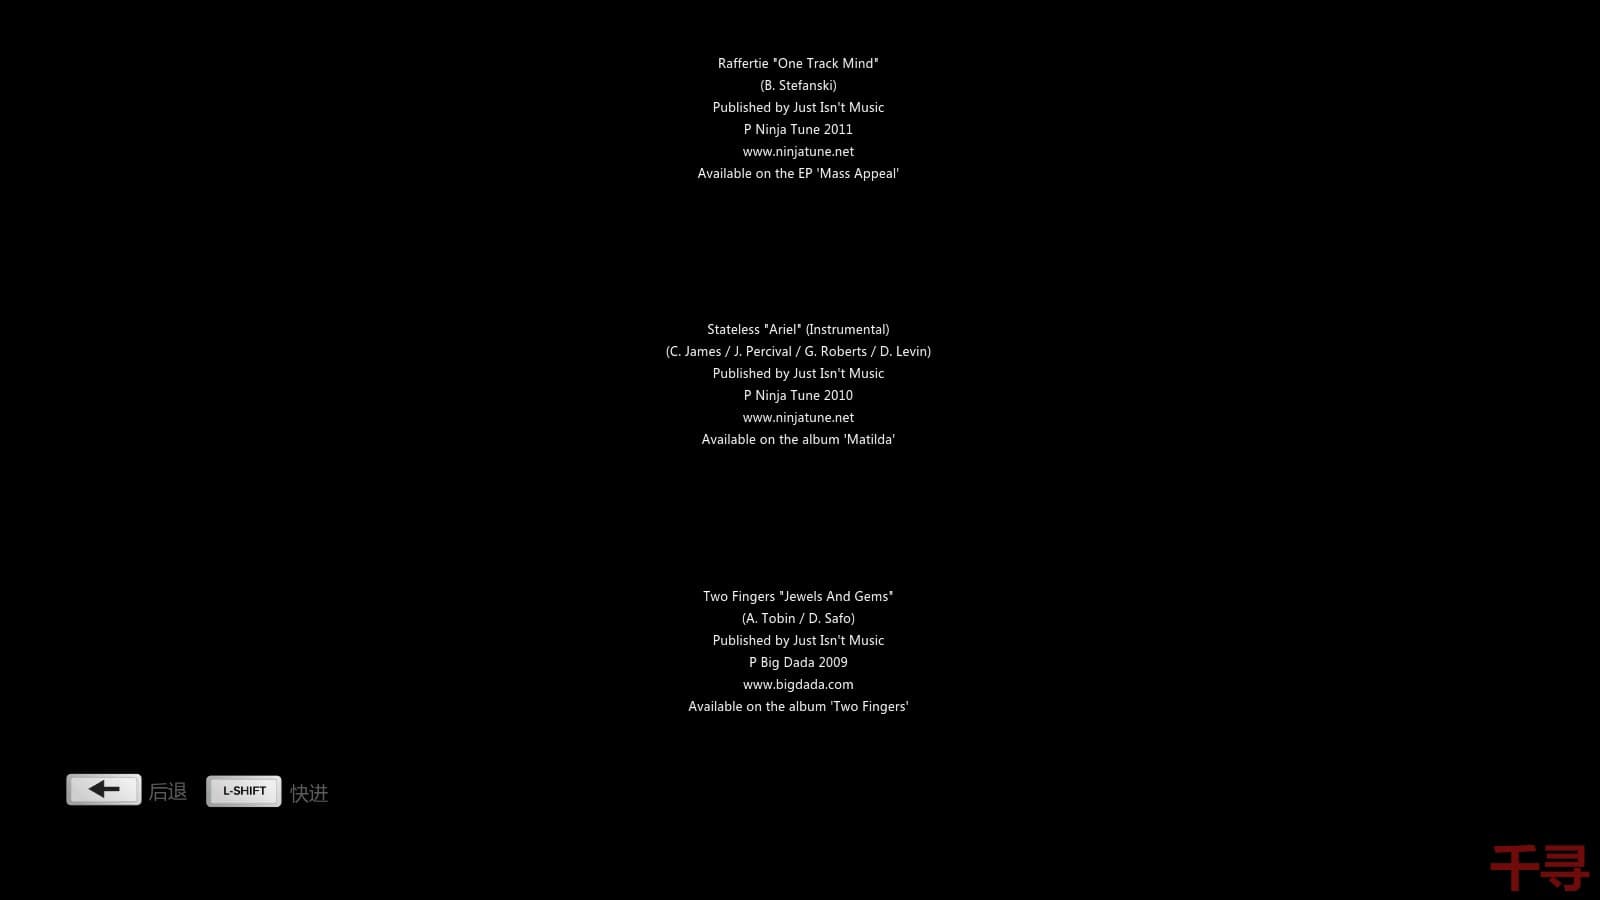 Raffertie "One Track Mind"
(B. Stefanski)
Published by Just Isn't Music
P Ninja Tune 2011
www.ninjatune.net
Available on the EP 'Mass Appeal'
Stateless "Ariel" (Instrumental)
(C. James / J. Percival / G. Roberts / D. Levin)
Published by Just Isn't Music
P Ninja Tune 2010
www.ninjatune.net
Available on the album 'Matilda'
Two Fingers "Jewels And Gems"
(A. Tobin / D. Safo)
Published by Just Isn't Music
P Big Dada 2009
www.bigdada.com
Available on the album 'Two Fingers'
后退 L-SHIFT 快进
千寻